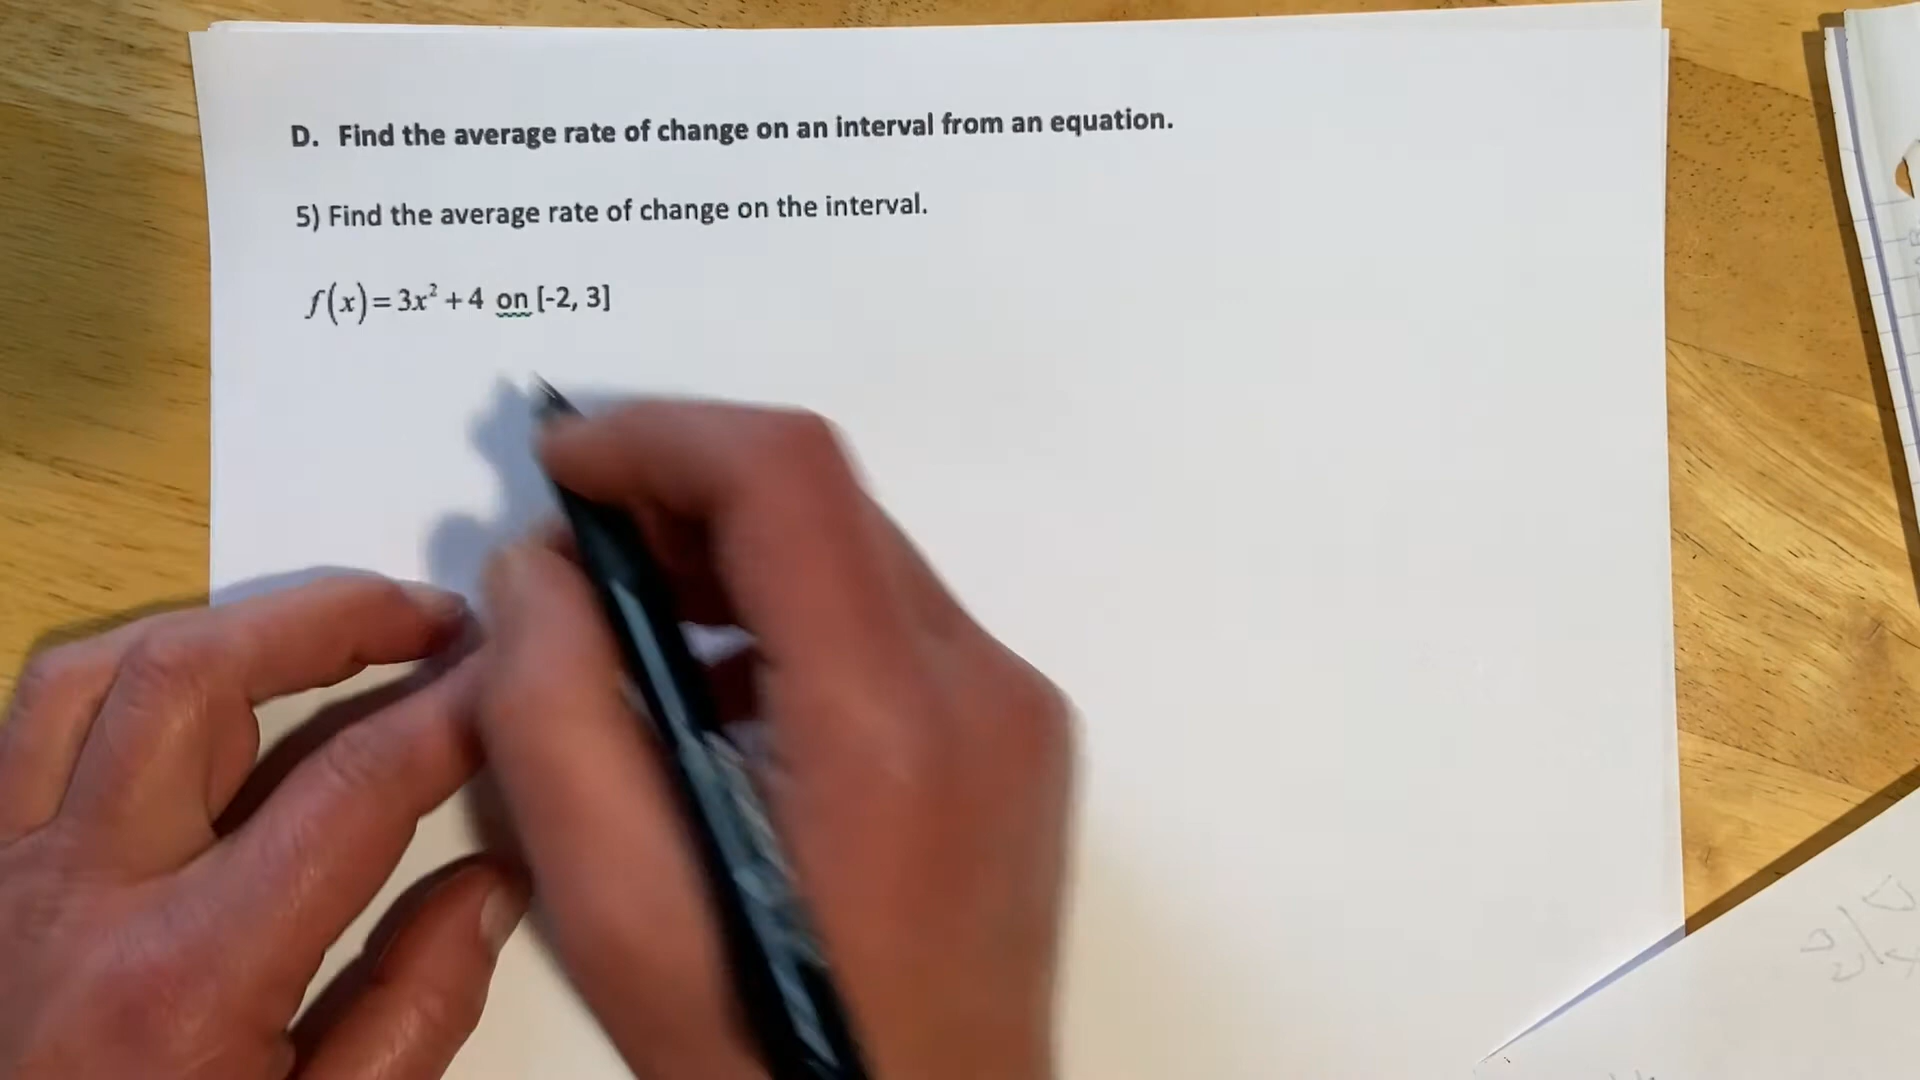 D. Find the average rate of change on an interval from an equation.
5) Find the average rate of change on the interval.
f(x)=3x²+4 on [-2, 3]